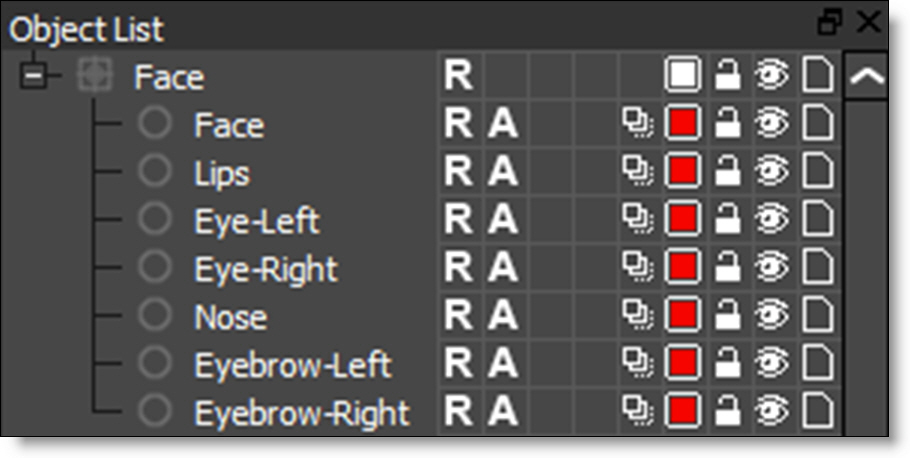 Object List
Face R
Face R A
Lips R A
Eye-Left R A
Eye-Right R A
Nose R A
Eyebrow-Left R A
Eyebrow-Right R A